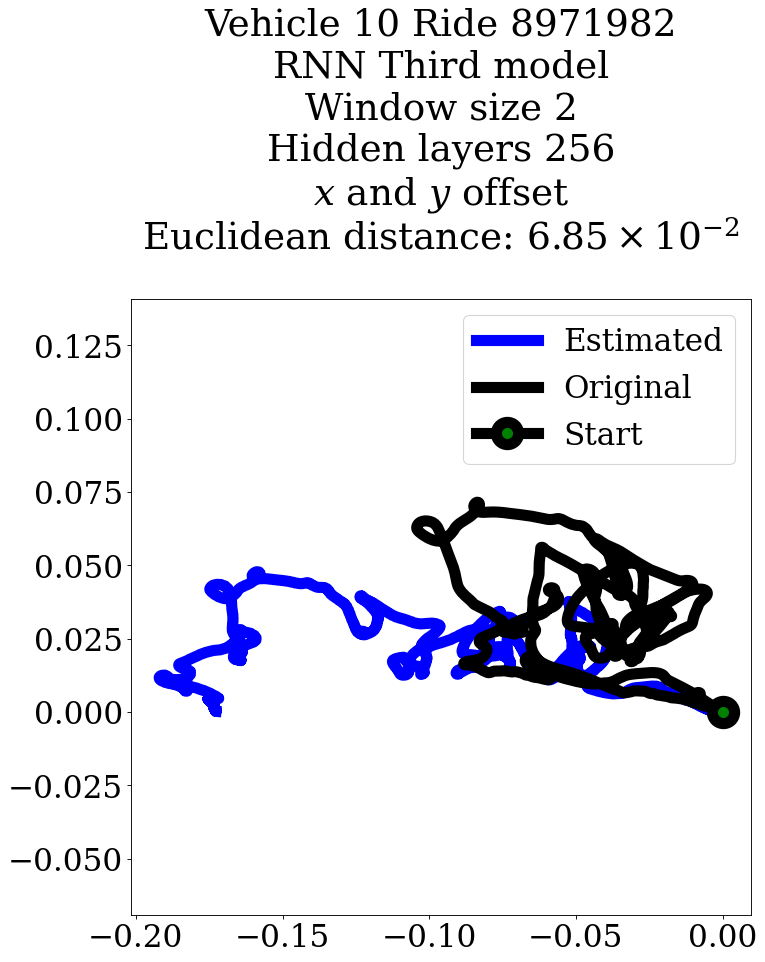 Vehicle 10 Ride 8971982
RNN Third model
Window size 2
Hidden layers 256
x and y offset
Euclidean distance: 6.85 × 10⁻²
Estimated
Original
Start
0.125
0.100
0.075
0.050
0.025
0.000
−0.025
−0.050
−0.20 −0.15 −0.10 −0.05 0.00